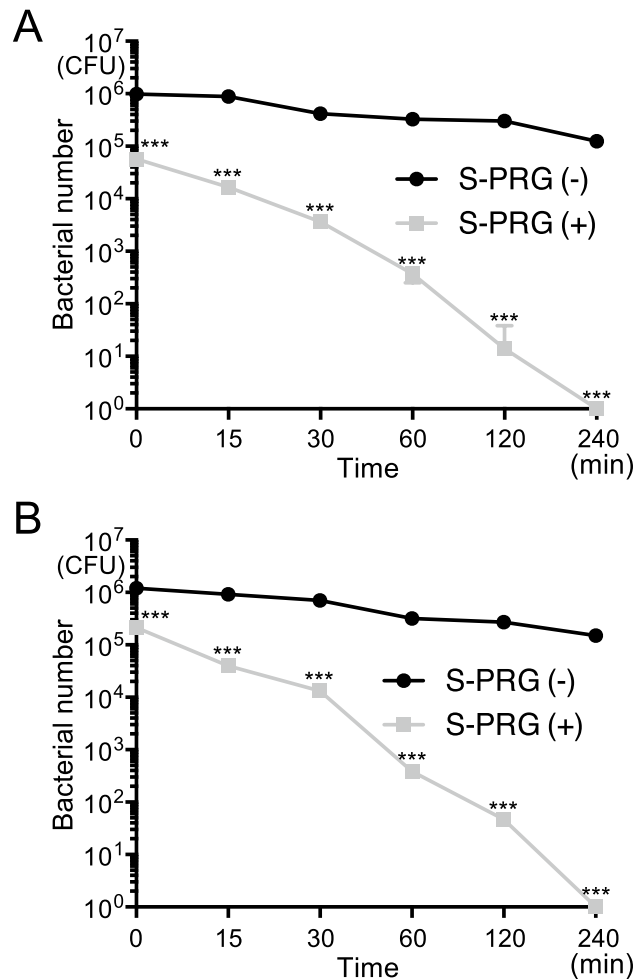 A
10⁷
(CFU)
10⁶
10⁵
10⁴
10³
10²
10¹
10⁰
Bacterial number
***
***
***
***
***
***
S-PRG (-)
S-PRG (+)
0 15 30 60 120 240
Time (min)
B
10⁷
(CFU)
10⁶
10⁵
10⁴
10³
10²
10¹
10⁰
Bacterial number
***
***
***
***
***
***
S-PRG (-)
S-PRG (+)
0 15 30 60 120 240
Time (min)